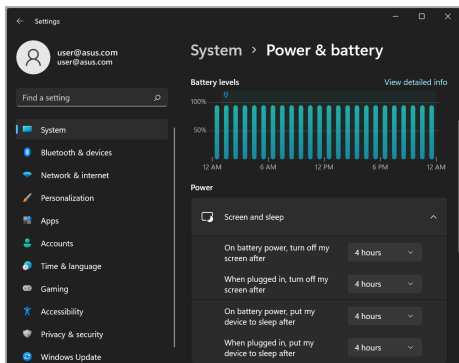 Settings
user@asus.com
user@asus.com
Find a setting
System
Bluetooth & devices
Network & internet
Personalization
Apps
Accounts
Time & language
Gaming
Accessibility
Privacy & security
Windows Update
System > Power & battery
Battery levels
View detailed info
100%
50%
12 AM 6 AM 12 PM 6 PM 12 AM
Power
Screen and sleep
On battery power, turn off my
screen after
4 hours
When plugged in, turn off my
screen after
4 hours
On battery power, put my
device to sleep after
4 hours
When plugged in, put my
device to sleep after
4 hours